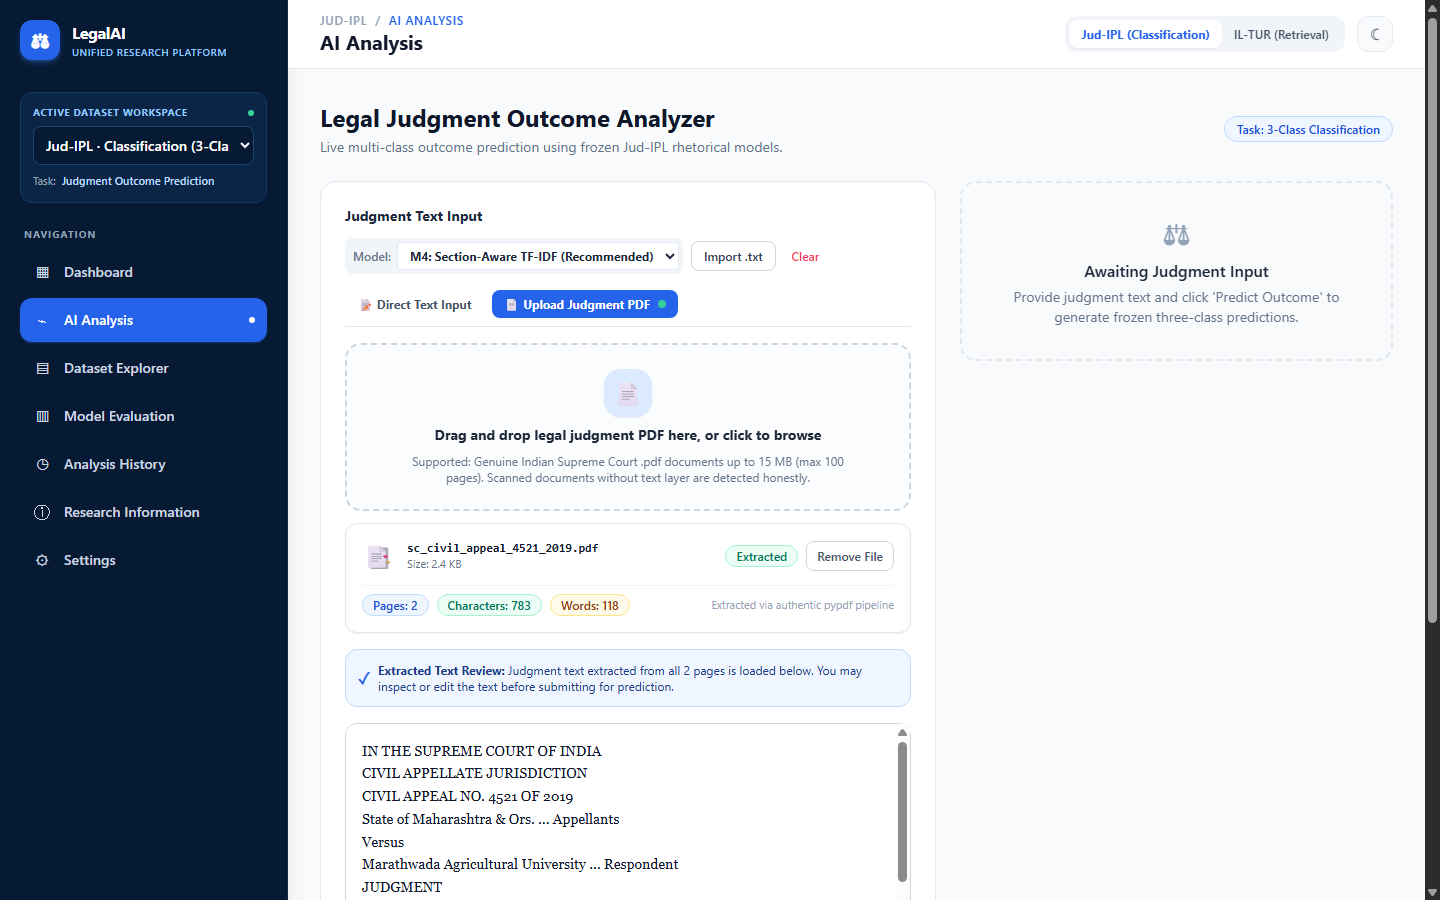 LegalAI
UNIFIED RESEARCH PLATFORM
ACTIVE DATASET WORKSPACE
Jud-IPL · Classification (3-Cla
Task: Judgment Outcome Prediction
NAVIGATION
Dashboard
AI Analysis
Dataset Explorer
Model Evaluation
Analysis History
Research Information
Settings
JUD-IPL / AI ANALYSIS
AI Analysis
Jud-IPL (Classification)
IL-TUR (Retrieval)
Legal Judgment Outcome Analyzer
Live multi-class outcome prediction using frozen Jud-IPL rhetorical models.
Task: 3-Class Classification
Judgment Text Input
Model: M4: Section-Aware TF-IDF (Recommended)
Import .txt
Clear
Direct Text Input
Upload Judgment PDF
Drag and drop legal judgment PDF here, or click to browse
Supported: Genuine Indian Supreme Court .pdf documents up to 15 MB (max 100
pages). Scanned documents without text layer are detected honestly.
sc_civil_appeal_4521_2019.pdf
Size: 2.4 KB
Extracted
Remove File
Pages: 2
Characters: 783
Words: 118
Extracted via authentic pypdf pipeline
Extracted Text Review: Judgment text extracted from all 2 pages is loaded below. You may
inspect or edit the text before submitting for prediction.
IN THE SUPREME COURT OF INDIA
CIVIL APPELLATE JURISDICTION
CIVIL APPEAL NO. 4521 OF 2019
State of Maharashtra & Ors. ... Appellants
Versus
Marathwada Agricultural University ... Respondent
JUDGMENT
Awaiting Judgment Input
Provide judgment text and click 'Predict Outcome' to
generate frozen three-class predictions.